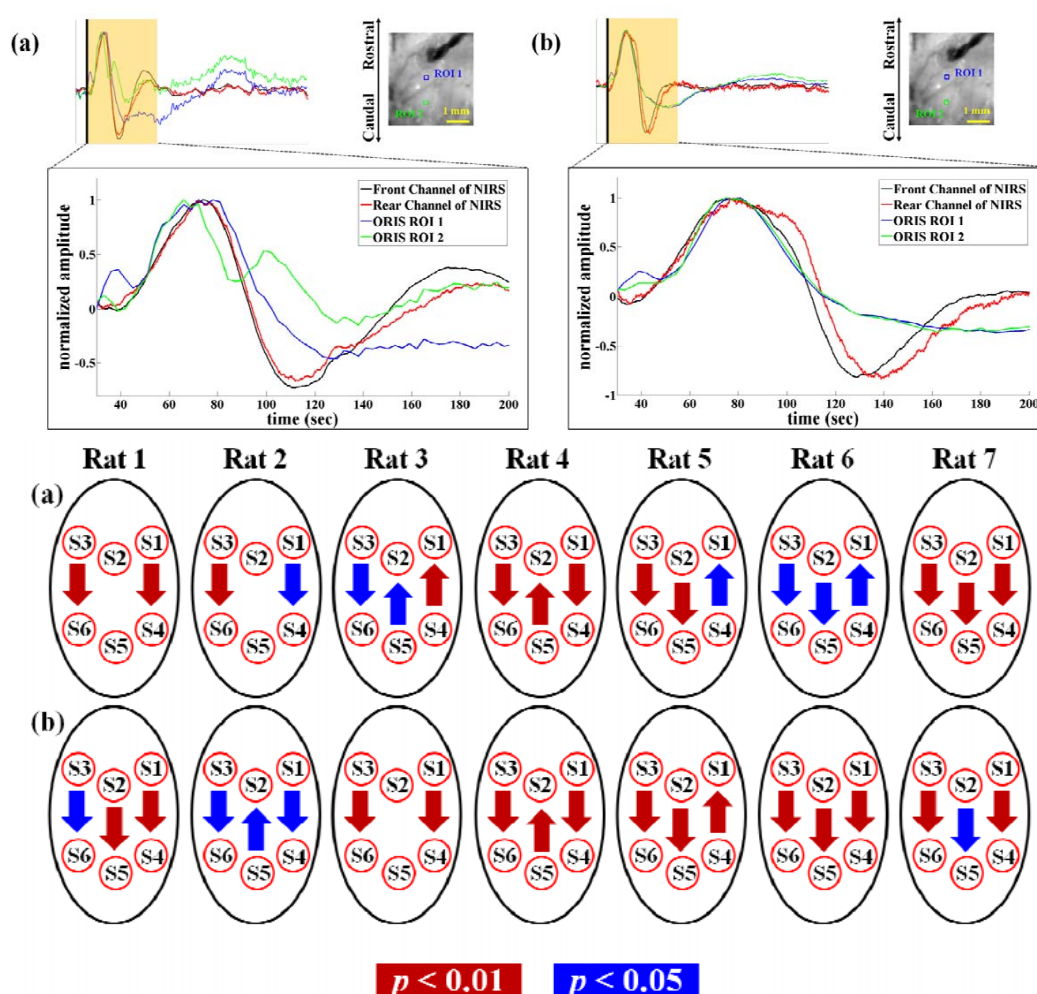 (a)
Rostral
Caudal
ROI 1
ROI 2
1 mm
(b)
Rostral
Caudal
ROI 1
1 mm
normalized amplitude
1
0.5
0
-0.5
40 60 80 100 120 140 160 180 200
time (sec)
Front Channel of NIRS
Rear Channel of NIRS
ORIS ROI 1
ORIS ROI 2
normalized amplitude
1
0.5
0
-0.5
-1
40 60 80 100 120 140 160 180 200
time (sec)
Front Channel of NIRS
Rear Channel of NIRS
ORIS ROI 1
ORIS ROI 2
Rat 1 Rat 2 Rat 3 Rat 4 Rat 5 Rat 6 Rat 7
(a)
S3 S2 S1 S3 S2 S1 S3 S2 S1 S3 S2 S1 S3 S2 S1 S3 S2 S1 S3 S2 S1
S6 S5 S4 S6 S5 S4 S6 S5 S4 S6 S5 S4 S6 S5 S4 S6 S5 S4 S6 S5 S4
(b)
S3 S2 S1 S3 S2 S1 S3 S2 S1 S3 S2 S1 S3 S2 S1 S3 S2 S1 S3 S2 S1
S6 S5 S4 S6 S5 S4 S6 S5 S4 S6 S5 S4 S6 S5 S4 S6 S5 S4 S6 S5 S4
p < 0.01 p < 0.05